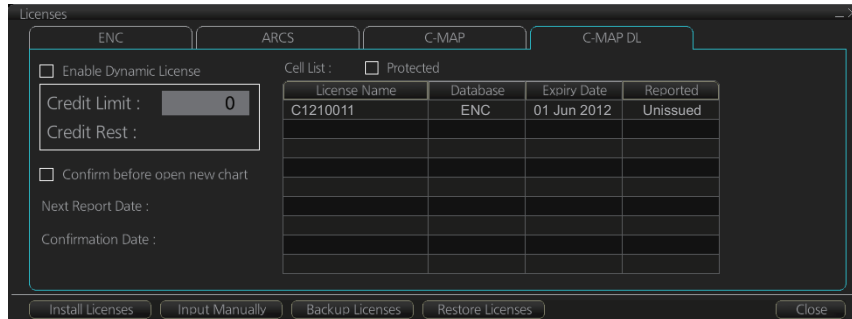 Licenses
ENC ARCS C-MAP C-MAP DL
Enable Dynamic License
Credit Limit : 0
Credit Rest :
Confirm before open new chart
Next Report Date :
Confirmation Date :
Cell List : Protected
License Name Database Expiry Date Reported
C1210011 ENC 01 Jun 2012 Unissued
Install Licenses Input Manually Backup Licenses Restore Licenses Close